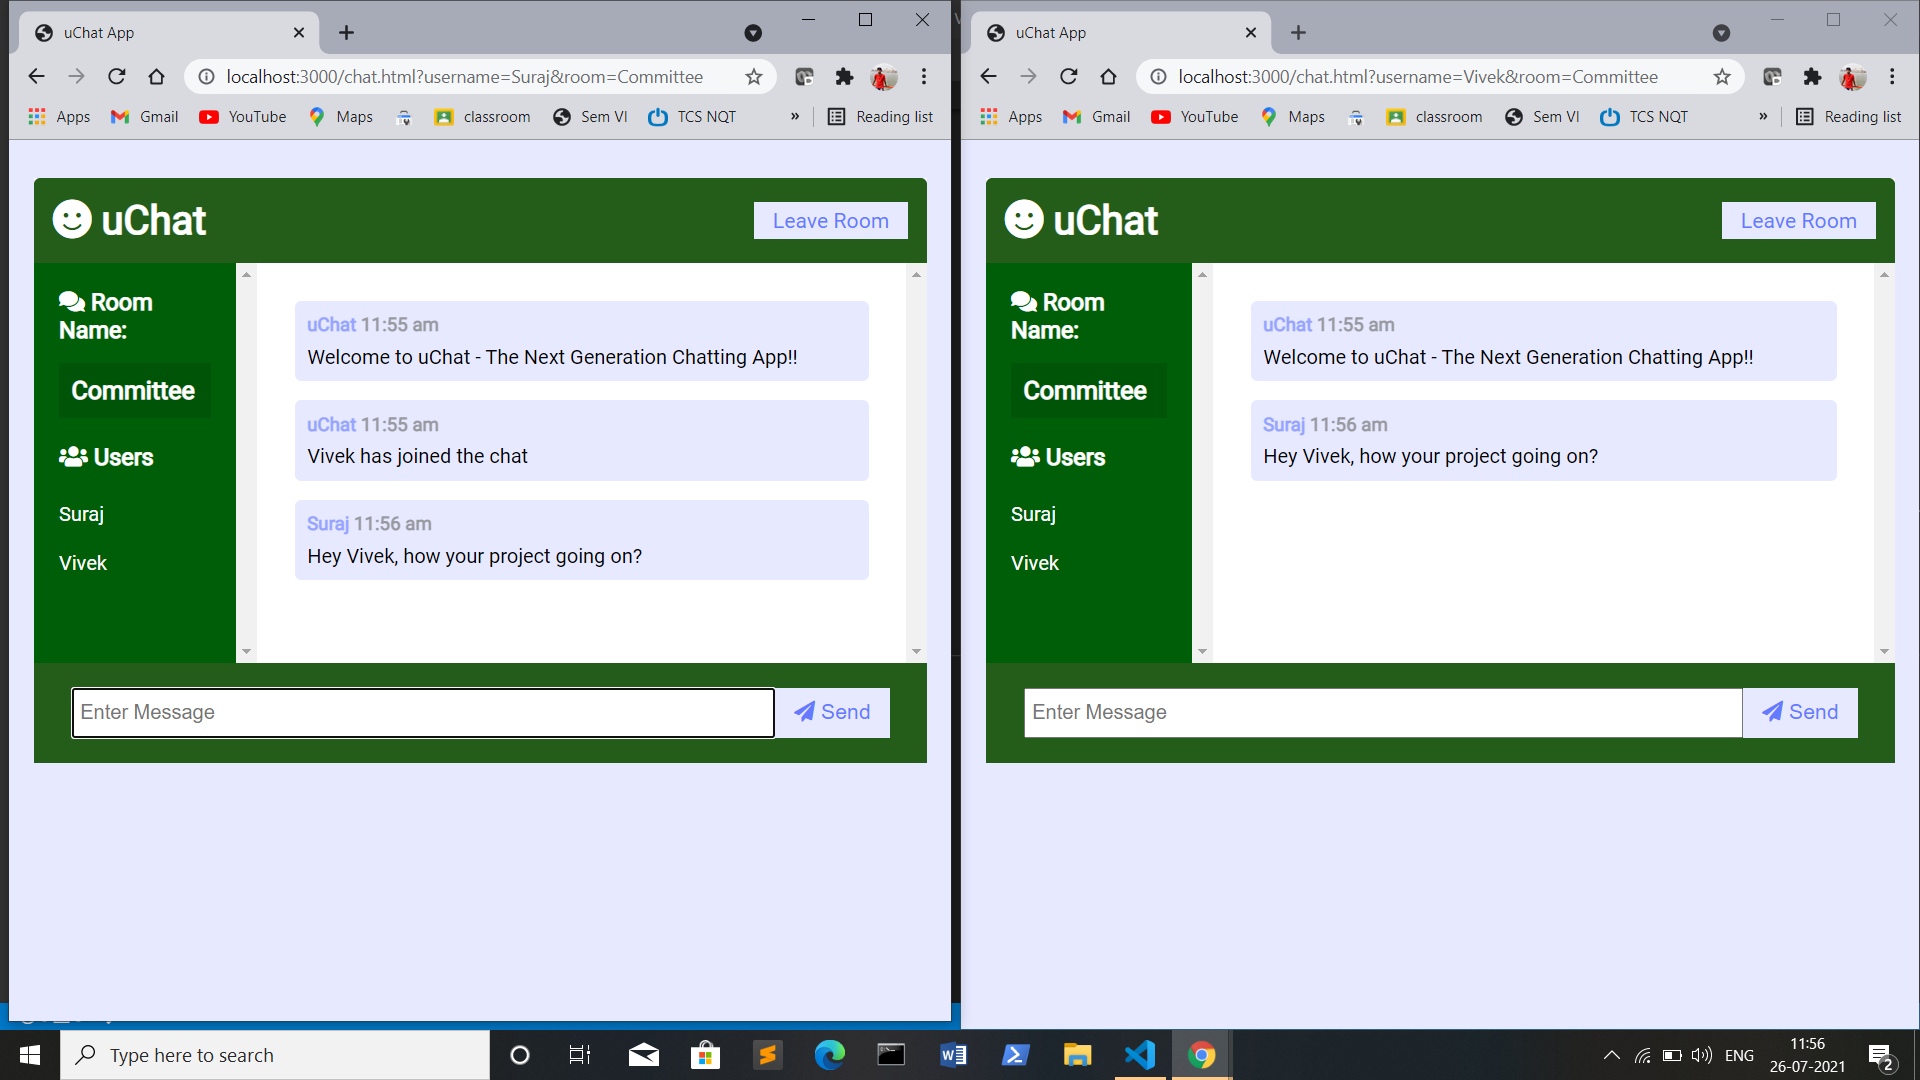 uChat App
localhost:3000/chat.html?username=Suraj&room=Committee
Apps Gmail YouTube Maps classroom Sem VI TCS NQT » Reading list
uChat
Leave Room
Room
Name:
Committee
Users
Suraj
Vivek
uChat 11:55 am
Welcome to uChat - The Next Generation Chatting App!!
uChat 11:55 am
Vivek has joined the chat
Suraj 11:56 am
Hey Vivek, how your project going on?
Enter Message
Send
uChat App
localhost:3000/chat.html?username=Vivek&room=Committee
Apps Gmail YouTube Maps classroom Sem VI TCS NQT » Reading list
uChat
Leave Room
Room
Name:
Committee
Users
Suraj
Vivek
uChat 11:55 am
Welcome to uChat - The Next Generation Chatting App!!
Suraj 11:56 am
Hey Vivek, how your project going on?
Enter Message
Send
Type here to search
ENG
11:56
26-07-2021
2